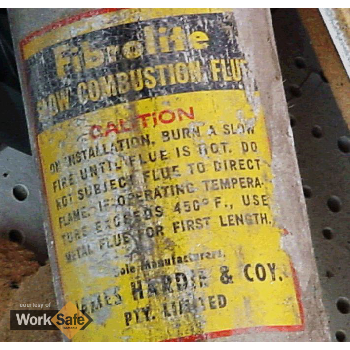 Fibrolite
SLOW COMBUSTION FLUE
CAUTION
ON INSTALLATION, BURN A SLOW
FIRE UNTIL FLUE IS HOT. DO
NOT SUBJECT FLUE TO DIRECT
FLAME. IF OPERATING TEMPERA-
TURE EXCEEDS 450°F., USE
METAL FLUE FOR FIRST LENGTH.
Sole Manufacturers,
JAMES HARDIE & COY.
PTY. LIMITED
courtesy of
WorkSafe